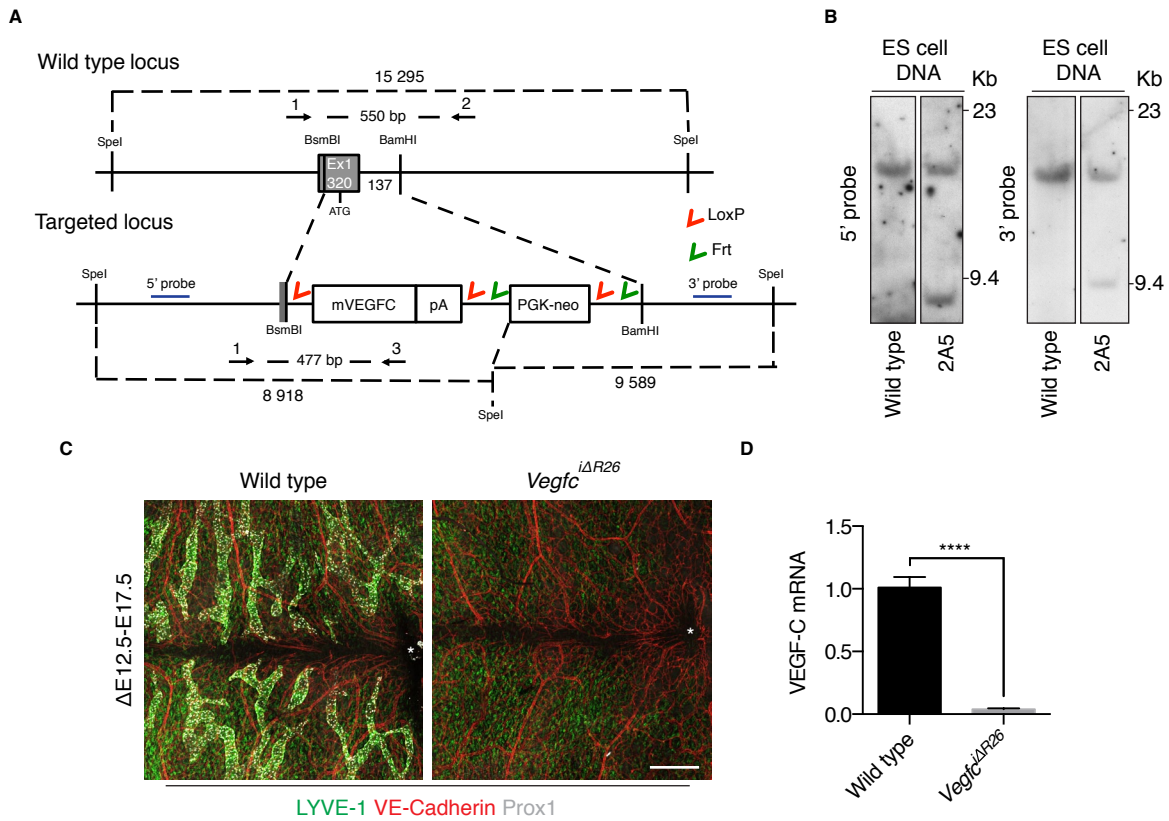 A
Wild type locus
15 295
1
550 bp
2
SpeI
BsmBI
BamHI
SpeI
Ex1
320
137
ATG
Targeted locus
LoxP
Frt
SpeI
5' probe
3' probe
SpeI
mVEGFC
pA
PGK-neo
BsmBI
BamHI
1
477 bp
3
8 918
9 589
SpeI
B
ES cell
DNA
Kb
23
9.4
5' probe
Wild type
2A5
ES cell
DNA
Kb
23
9.4
3' probe
Wild type
2A5
C
Wild type
Vegfc iΔR26
ΔE12.5-E17.5
*
*
LYVE-1 VE-Cadherin Prox1
D
VEGF-C mRNA
1.5
1.0
0.5
0.0
****
Wild type
Vegfc iΔR26